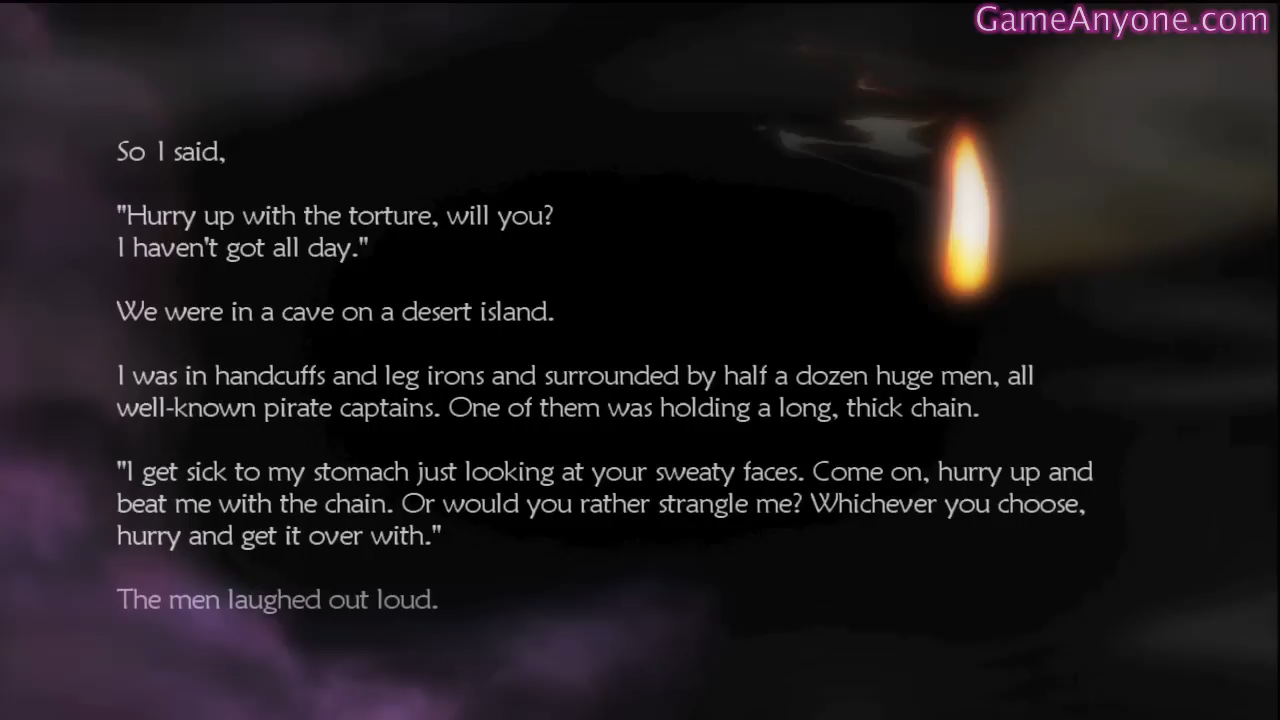 GameAnyone.com
So I said,
"Hurry up with the torture, will you?
I haven't got all day."
We were in a cave on a desert island.
I was in handcuffs and leg irons and surrounded by half a dozen huge men, all
well-known pirate captains. One of them was holding a long, thick chain.
"I get sick to my stomach just looking at your sweaty faces. Come on, hurry up and
beat me with the chain. Or would you rather strangle me? Whichever you choose,
hurry and get it over with."
The men laughed out loud.